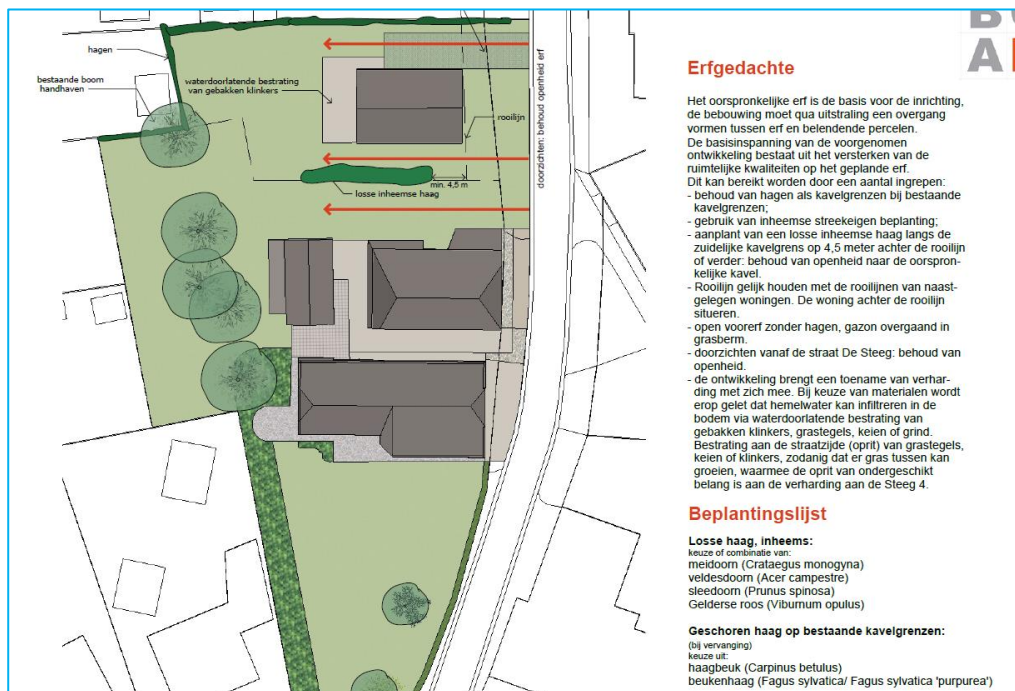 hagen
bestaande boom
handhaven
waterdoorlatende bestrating
van gebakken klinkers
rooilijn
doorzichten: behoud openheid erf
min. 4,5 m
losse inheemse haag
Erfgedachte
Het oorspronkelijke erf is de basis voor de inrichting,
de bebouwing moet qua uitstraling een overgang
vormen tussen erf en belendende percelen.
De basisinspanning van de voorgenomen
ontwikkeling bestaat uit het versterken van de
ruimtelijke kwaliteiten op het geplande erf.
Dit kan bereikt worden door een aantal ingrepen:
- behoud van hagen als kavelgrenzen bij bestaande
kavelgrenzen;
- gebruik van inheemse streekeigen beplanting;
- aanplant van een losse inheemse haag langs de
zuidelijke kavelgrens op 4,5 meter achter de rooilijn
of verder: behoud van openheid naar de oorspron-
kelijke kavel.
- Rooilijn gelijk houden met de rooilijnen van naast-
gelegen woningen. De woning achter de rooilijn
situeren.
- open voorerf zonder hagen, gazon overgaand in
grasberm.
- doorzichten vanaf de straat De Steeg: behoud van
openheid.
- de ontwikkeling brengt een toename van verhar-
ding met zich mee. Bij keuze van materialen wordt
erop gelet dat hemelwater kan infiltreren in de
bodem via waterdoorlatende bestrating van
gebakken klinkers, grastegels, keien of grind.
Bestrating aan de straatzijde (oprit) van grastegels,
keien of klinkers, zodanig dat er gras tussen kan
groeien, waarmee de oprit van ondergeschikt
belang is aan de verharding aan de Steeg 4.
Beplantingslijst
Losse haag, inheems:
keuze of combinatie van:
meidoorn (Crataegus monogyna)
veldesdoorn (Acer campestre)
sleedoorn (Prunus spinosa)
Gelderse roos (Viburnum opulus)
Geschoren haag op bestaande kavelgrenzen:
(bij vervanging)
keuze uit:
haagbeuk (Carpinus betulus)
beukenhaag (Fagus sylvatica/ Fagus sylvatica 'purpurea')